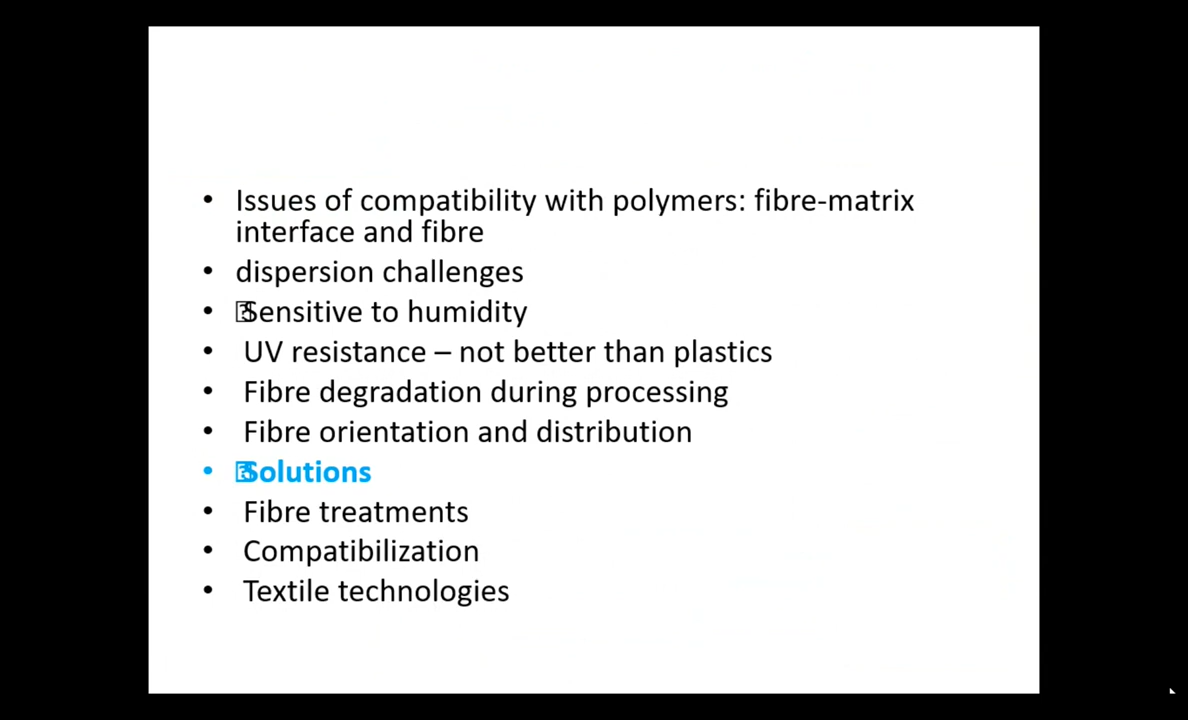 • Issues of compatibility with polymers: fibre-matrix
interface and fibre
• dispersion challenges
• Sensitive to humidity
• UV resistance – not better than plastics
• Fibre degradation during processing
• Fibre orientation and distribution
• Solutions
• Fibre treatments
• Compatibilization
• Textile technologies